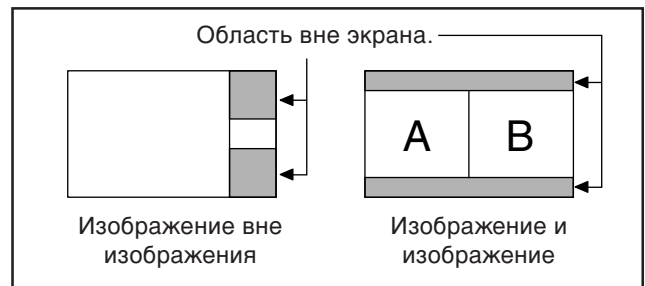 Область вне экрана.
A B
Изображение вне
изображения
Изображение и
изображение